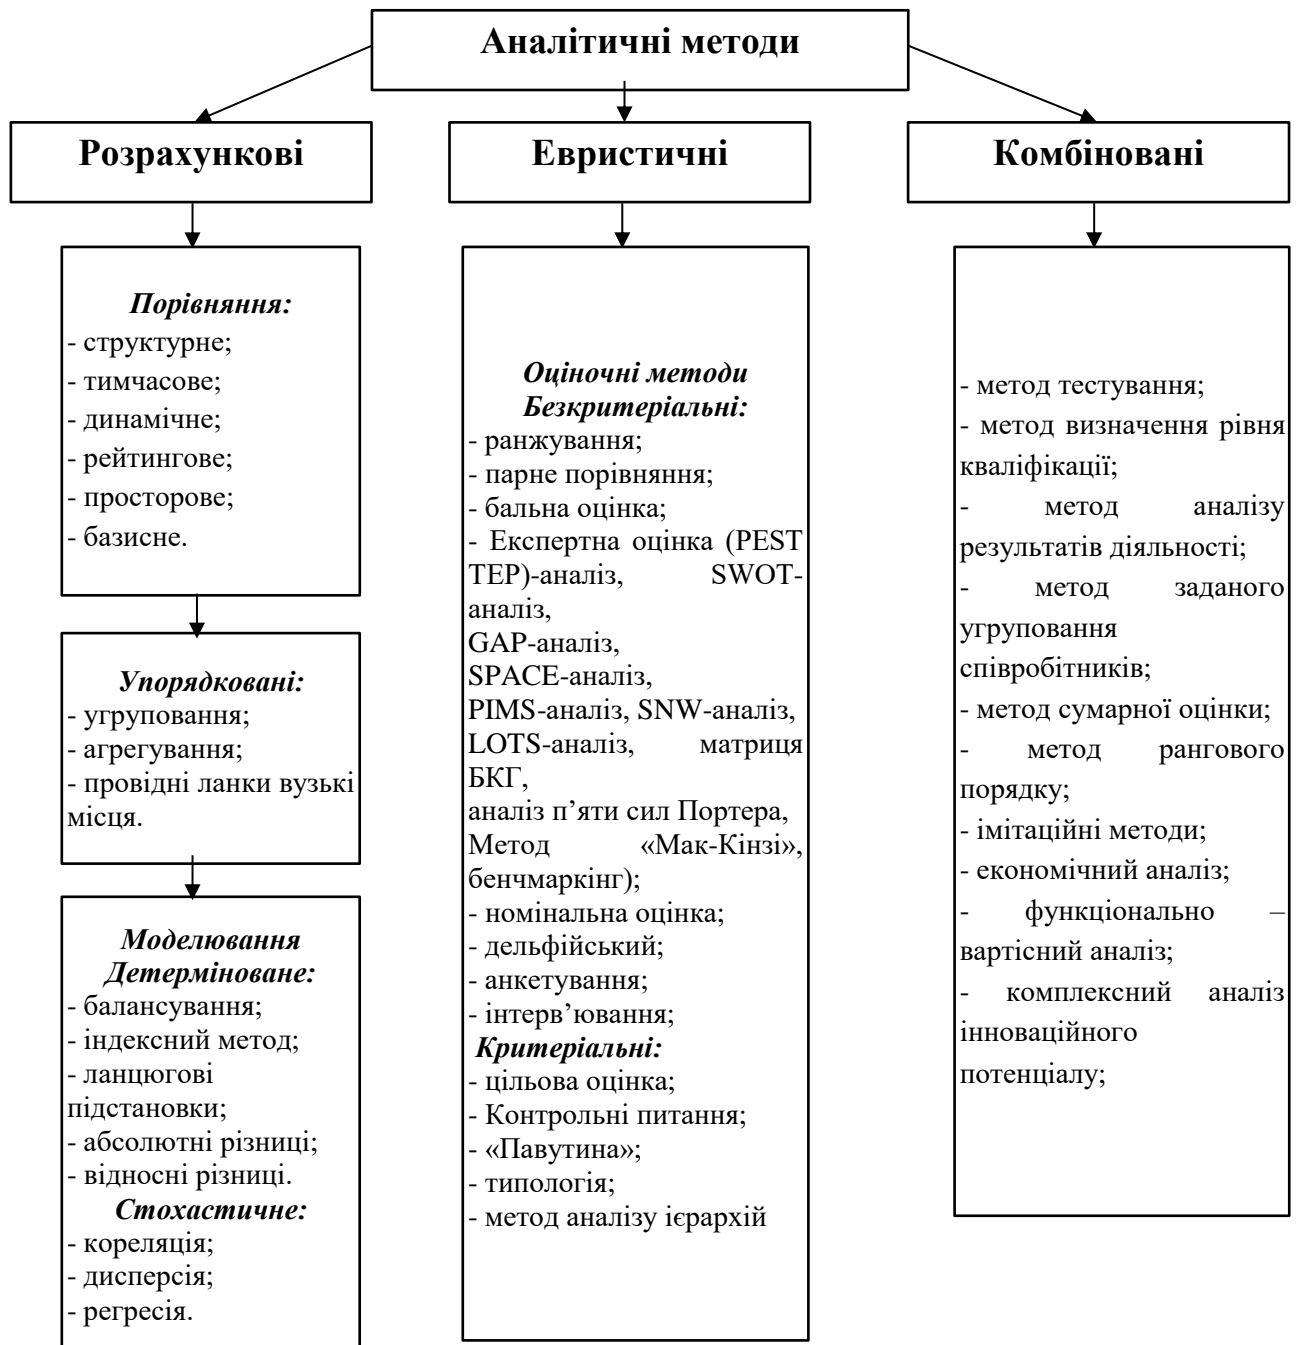 Аналітичні методи
Розрахункові
Евристичні
Комбіновані
Порівняння:
- структурне;
- тимчасове;
- динамічне;
- рейтингове;
- просторове;
- базисне.
Упорядковані:
- угруповання;
- агрегування;
- провідні ланки вузькі
місця.
Моделювання
Детерміноване:
- балансування;
- індексний метод;
- ланцюгові
підстановки;
- абсолютні різниці;
- відносні різниці.
Стохастичне:
- кореляція;
- дисперсія;
- регресія.
Оціночні методи
Безкритеріальні:
- ранжування;
- парне порівняння;
- бальна оцінка;
- Експертна оцінка (PEST
TEP)-аналіз, SWOT-
аналіз,
GAP-аналіз,
SPACE-аналіз,
PIMS-аналіз, SNW-аналіз,
LOTS-аналіз, матриця
БКГ,
аналіз п’яти сил Портера,
Метод «Мак-Кінзі»,
бенчмаркінг);
- номінальна оцінка;
- дельфійський;
- анкетування;
- інтерв’ювання;
Критеріальні:
- цільова оцінка;
- Контрольні питання;
- «Павутина»;
- типологія;
- метод аналізу ієрархій
- метод тестування;
- метод визначення рівня
кваліфікації;
- метод аналізу
результатів діяльності;
- метод заданого
угруповання
співробітників;
- метод сумарної оцінки;
- метод рангового
порядку;
- імітаційні методи;
- економічний аналіз;
- функціонально –
вартісний аналіз;
- комплексний аналіз
інноваційного
потенціалу;